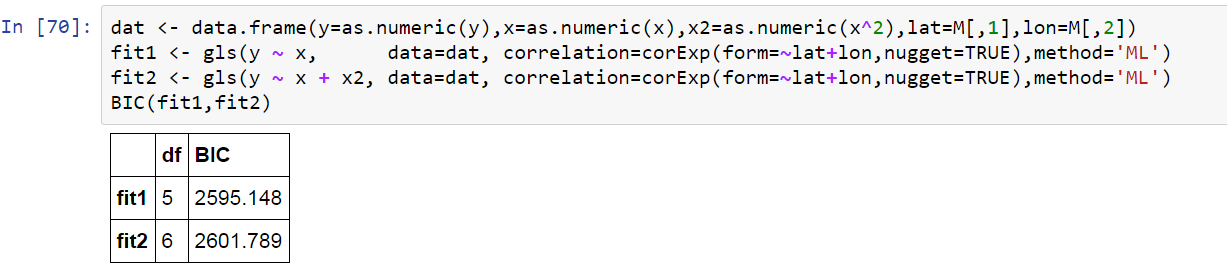 In [70]: dat <- data.frame(y=as.numeric(y),x=as.numeric(x),x2=as.numeric(x^2),lat=M[,1],lon=M[,2])
fit1 <- gls(y ~ x,      data=dat, correlation=corExp(form=~lat+lon,nugget=TRUE),method='ML')
fit2 <- gls(y ~ x + x2, data=dat, correlation=corExp(form=~lat+lon,nugget=TRUE),method='ML')
BIC(fit1,fit2)
df BIC
fit1 5 2595.148
fit2 6 2601.789